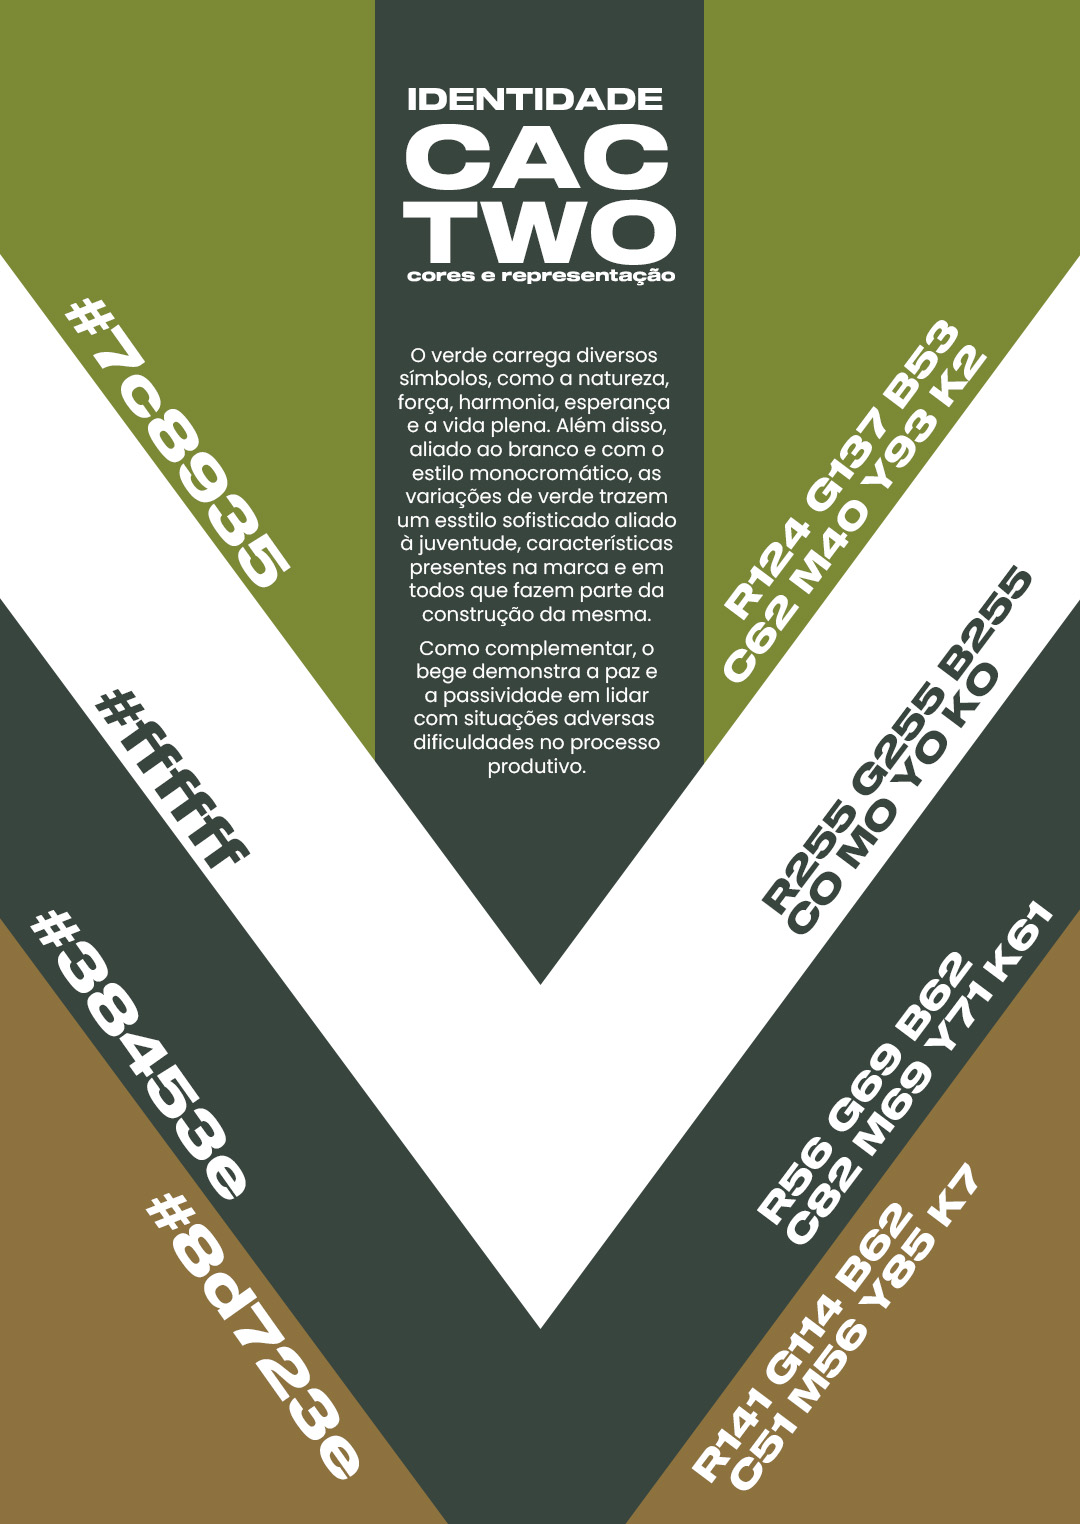 IDENTIDADE
CAC
TWO
cores e representação
O verde carrega diversos
símbolos, como a natureza,
força, harmonia, esperança
e a vida plena. Além disso,
aliado ao branco e com o
estilo monocromático, as
variações de verde trazem
um esstilo sofisticado aliado
à juventude, características
presentes na marca e em
todos que fazem parte da
construção da mesma.
Como complementar, o
bege demonstra a paz e
a passividade em lidar
com situações adversas
dificuldades no processo
produtivo.
#7c8935
R124 G137 B53
C62 M40 Y93 K2
#ffffff
R255 G255 B255
C0 M0 Y0 K0
#38453e
R56 G69 B62
C82 M69 Y71 K61
#8d723e
R141 G114 B62
C51 M56 Y85 K7